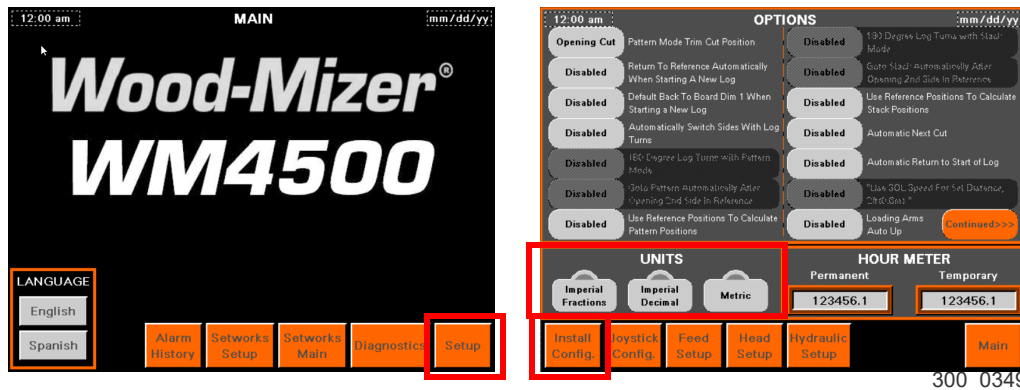 12:00 am
MAIN
mm/dd/yy
Wood-Mizer®
WM4500
LANGUAGE
English
Spanish
Alarm
History
Setworks
Setup
Setworks
Main
Diagnostics
Setup
12:00 am
OPTIONS
mm/dd/yy
Opening Cut
Pattern Mode Trim Cut Position
Disabled
Return To Reference Automatically
When Starting A New Log
Disabled
Default Back To Board Dim 1 When
Starting a New Log
Disabled
Automatically Switch Sides With Log
Turns
Disabled
180 Degree Log Turns with Pattern
Mode
Disabled
Goto Pattern Automatically After
Opening 2nd Side In Reference
Disabled
Use Reference Positions To Calculate
Pattern Positions
Disabled
180 Degree Log Turns with Stack
Mode
Disabled
Goto Stack Automatically After
Opening 2nd Side In Reference
Disabled
Use Reference Positions To Calculate
Stack Positions
Disabled
Automatic Next Cut
Disabled
Automatic Return to Start of Log
Disabled
"Use SOL Speed For Set Distance,
Disabled
Loading Arms
Auto Up
Continued>>>
UNITS
Imperial
Fractions
Imperial
Decimal
Metric
HOUR METER
Permanent
Temporary
123456.1
123456.1
Install
Config.
Joystick
Config.
Feed
Setup
Head
Setup
Hydraulic
Setup
Main
300_0349